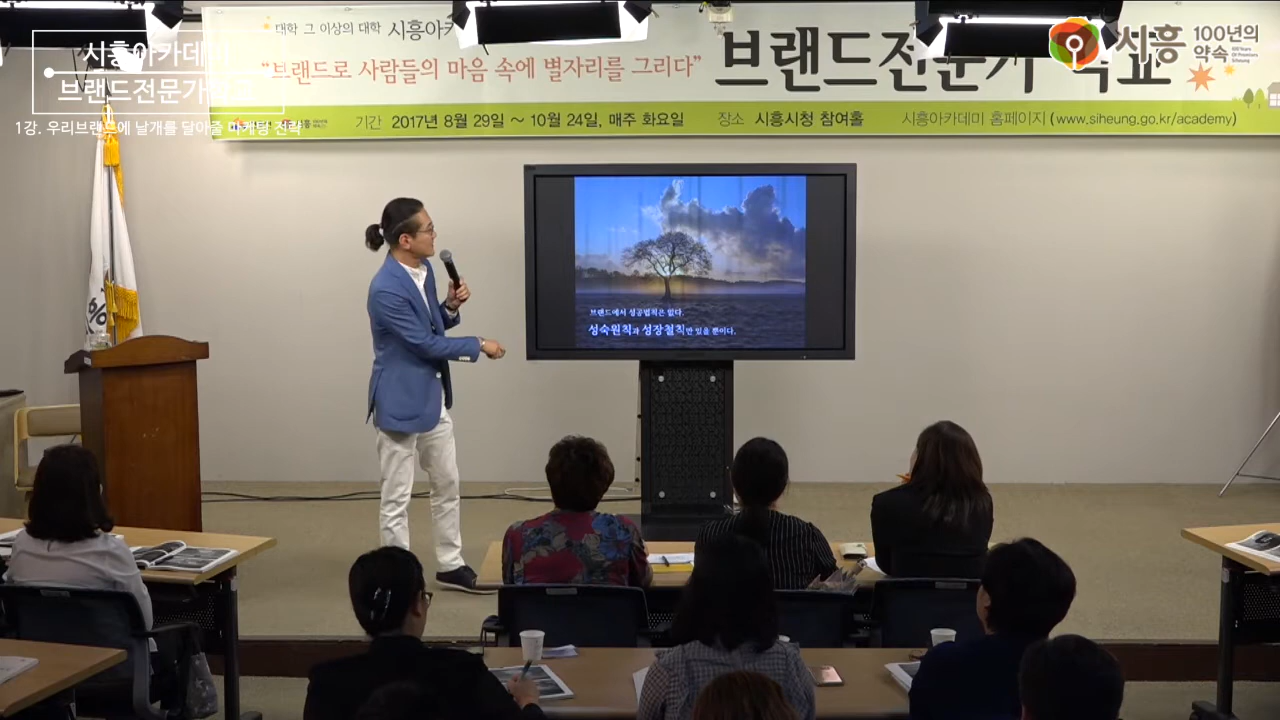 대학 그 이상의 대학 시흥아카
"브랜드로 사람들의 마음 속에 별자리를 그리다"
브랜드전문가 학교
기간 2017년 8월 29일 ~ 10월 24일, 매주 화요일 장소 시흥시청 참여홀 시흥아카데미 홈페이지 (www.siheung.go.kr/academy)
시흥아카데미
브랜드전문가학교
1강. 우리브랜드에 날개를 달아줄 마케팅 전략
시흥 100년의
약속
브랜드에서 성공법칙은 없다.
성숙원칙과 성장철칙만 있을 뿐이다.